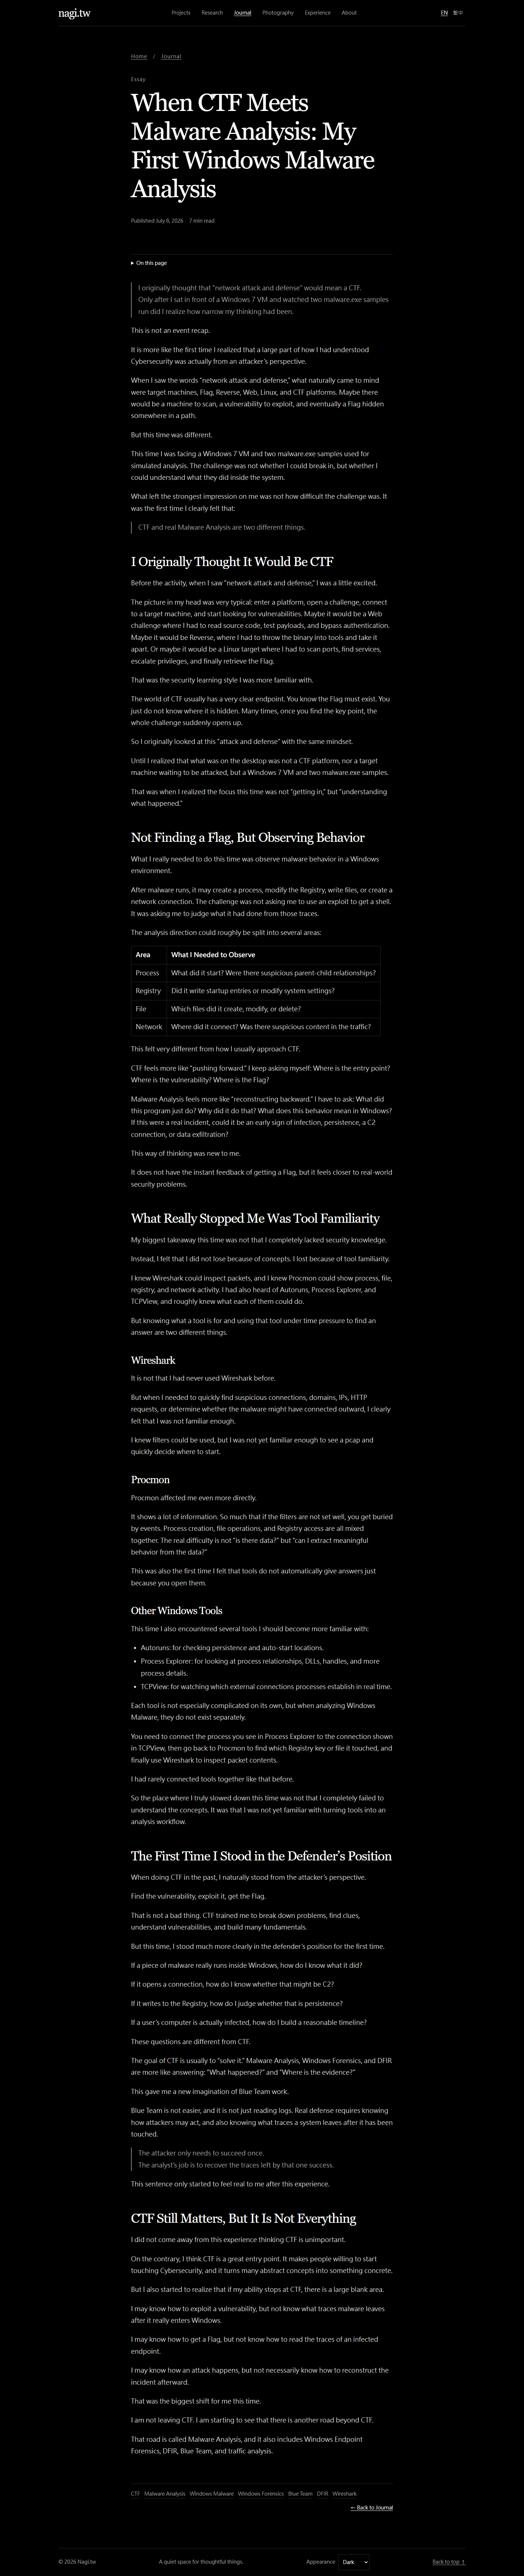 nagi.tw
Projects Research Journal Photography Experience About
EN 繁中
Home / Journal
Essay
When CTF Meets
Malware Analysis: My
First Windows Malware
Analysis
Published July 8, 2026 7 min read
▶ On this page
I originally thought that “network attack and defense” would mean a CTF.
Only after I sat in front of a Windows 7 VM and watched two malware.exe samples
run did I realize how narrow my thinking had been.
This is not an event recap.
It is more like the first time I realized that a large part of how I had understood
Cybersecurity was actually from an attacker’s perspective.
When I saw the words “network attack and defense,” what naturally came to mind
were target machines, Flag, Reverse, Web, Linux, and CTF platforms. Maybe there
would be a machine to scan, a vulnerability to exploit, and eventually a Flag hidden
somewhere in a path.
But this time was different.
This time I was facing a Windows 7 VM and two malware.exe samples used for
simulated analysis. The challenge was not whether I could break in, but whether I
could understand what they did inside the system.
What left the strongest impression on me was not how difficult the challenge was. It
was the first time I clearly felt that:
CTF and real Malware Analysis are two different things.
I Originally Thought It Would Be CTF
Before the activity, when I saw “network attack and defense,” I was a little excited.
The picture in my head was very typical: enter a platform, open a challenge, connect
to a target machine, and start looking for vulnerabilities. Maybe it would be a Web
challenge where I had to read source code, test payloads, and bypass authentication.
Maybe it would be Reverse, where I had to throw the binary into tools and take it
apart. Or maybe it would be a Linux target where I had to scan ports, find services,
escalate privileges, and finally retrieve the Flag.
That was the security learning style I was more familiar with.
The world of CTF usually has a very clear endpoint. You know the Flag must exist. You
just do not know where it is hidden. Many times, once you find the key point, the
whole challenge suddenly opens up.
So I originally looked at this “attack and defense” with the same mindset.
Until I realized that what was on the desktop was not a CTF platform, nor a target
machine waiting to be attacked, but a Windows 7 VM and two malware.exe samples.
That was when I realized the focus this time was not “getting in,” but “understanding
what happened.”
Not Finding a Flag, But Observing Behavior
What I really needed to do this time was observe malware behavior in a Windows
environment.
After malware runs, it may create a process, modify the Registry, write files, or create a
network connection. The challenge was not asking me to use an exploit to get a shell.
It was asking me to judge what it had done from those traces.
The analysis direction could roughly be split into several areas:
Area What I Needed to Observe
Process What did it start? Were there suspicious parent-child relationships?
Registry Did it write startup entries or modify system settings?
File Which files did it create, modify, or delete?
Network Where did it connect? Was there suspicious content in the traffic?
This felt very different from how I usually approach CTF.
CTF feels more like “pushing forward.” I keep asking myself: Where is the entry point?
Where is the vulnerability? Where is the Flag?
Malware Analysis feels more like “reconstructing backward.” I have to ask: What did
this program just do? Why did it do that? What does this behavior mean in Windows?
If this were a real incident, could it be an early sign of infection, persistence, a C2
connection, or data exfiltration?
This way of thinking was new to me.
It does not have the instant feedback of getting a Flag, but it feels closer to real-world
security problems.
What Really Stopped Me Was Tool Familiarity
My biggest takeaway this time was not that I completely lacked security knowledge.
Instead, I felt that I did not lose because of concepts. I lost because of tool familiarity.
I knew Wireshark could inspect packets, and I knew Procmon could show process, file,
registry, and network activity. I had also heard of Autoruns, Process Explorer, and
TCPView, and roughly knew what each of them could do.
But knowing what a tool is for and using that tool under time pressure to find an
answer are two different things.
Wireshark
It is not that I had never used Wireshark before.
But when I needed to quickly find suspicious connections, domains, IPs, HTTP
requests, or determine whether the malware might have connected outward, I clearly
felt that I was not familiar enough.
I knew filters could be used, but I was not yet familiar enough to see a pcap and
quickly decide where to start.
Procmon
Procmon affected me even more directly.
It shows a lot of information. So much that if the filters are not set well, you get buried
by events. Process creation, file operations, and Registry access are all mixed
together. The real difficulty is not “is there data?” but “can I extract meaningful
behavior from the data?”
This was also the first time I felt that tools do not automatically give answers just
because you open them.
Other Windows Tools
This time I also encountered several tools I should become more familiar with:
• Autoruns: for checking persistence and auto-start locations.
• Process Explorer: for looking at process relationships, DLLs, handles, and more
process details.
• TCPView: for watching which external connections processes establish in real time.
Each tool is not especially complicated on its own, but when analyzing Windows
Malware, they do not exist separately.
You need to connect the process you see in Process Explorer to the connection shown
in TCPView, then go back to Procmon to find which Registry key or file it touched, and
finally use Wireshark to inspect packet contents.
I had rarely connected tools together like that before.
So the place where I truly slowed down this time was not that I completely failed to
understand the concepts. It was that I was not yet familiar with turning tools into an
analysis workflow.
The First Time I Stood in the Defender’s Position
When doing CTF in the past, I naturally stood from the attacker’s perspective.
Find the vulnerability, exploit it, get the Flag.
That is not a bad thing. CTF trained me to break down problems, find clues,
understand vulnerabilities, and build many fundamentals.
But this time, I stood much more clearly in the defender’s position for the first time.
If a piece of malware really runs inside Windows, how do I know what it did?
If it opens a connection, how do I know whether that might be C2?
If it writes to the Registry, how do I judge whether that is persistence?
If a user’s computer is actually infected, how do I build a reasonable timeline?
These questions are different from CTF.
The goal of CTF is usually to “solve it.” Malware Analysis, Windows Forensics, and DFIR
are more like answering: “What happened?” and “Where is the evidence?”
This gave me a new imagination of Blue Team work.
Blue Team is not easier, and it is not just reading logs. Real defense requires knowing
how attackers may act, and also knowing what traces a system leaves after it has been
touched.
The attacker only needs to succeed once.
The analyst’s job is to recover the traces left by that one success.
This sentence only started to feel real to me after this experience.
CTF Still Matters, But It Is Not Everything
I did not come away from this experience thinking CTF is unimportant.
On the contrary, I think CTF is a great entry point. It makes people willing to start
touching Cybersecurity, and it turns many abstract concepts into something concrete.
But I also started to realize that if my ability stops at CTF, there is a large blank area.
I may know how to exploit a vulnerability, but not know what traces malware leaves
after it really enters Windows.
I may know how to get a Flag, but not know how to read the traces of an infected
endpoint.
I may know how an attack happens, but not necessarily know how to reconstruct the
incident afterward.
That was the biggest shift for me this time.
I am not leaving CTF. I am starting to see that there is another road beyond CTF.
That road is called Malware Analysis, and it also includes Windows Endpoint
Forensics, DFIR, Blue Team, and traffic analysis.
CTF Malware Analysis Windows Malware Windows Forensics Blue Team DFIR Wireshark
← Back to Journal
© 2026 Nagi.tw
A quiet space for thoughtful things.
Appearance Dark
Back to top ↑